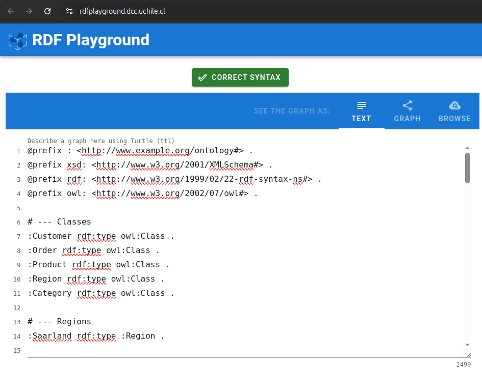 rdfplayground.dcc.uchile.cl
RDF Playground
CORRECT SYNTAX
SEE THE GRAPH AS:
TEXT
GRAPH
BROWSE
Describe a graph here using Turtle (ttl)
1 @prefix : <http://www.example.org/ontology#> .
2 @prefix xsd: <http://www.w3.org/2001/XMLSchema#> .
3 @prefix rdf: <http://www.w3.org/1999/02/22-rdf-syntax-ns#> .
4 @prefix owl: <http://www.w3.org/2002/07/owl#> .
5
6 # --- Classes
7 :Customer rdf:type owl:Class .
8 :Order rdf:type owl:Class .
9 :Product rdf:type owl:Class .
10 :Region rdf:type owl:Class .
11 :Category rdf:type owl:Class .
12
13 # --- Regions
14 :Saarland rdf:type :Region .
15
2499